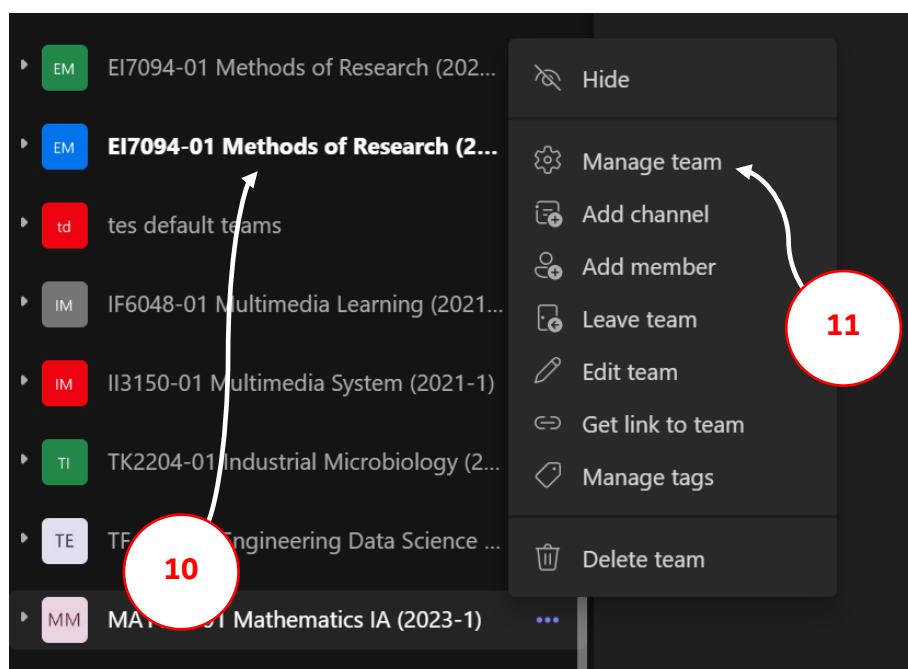 EM EI7094-01 Methods of Research (202...
EM EI7094-01 Methods of Research (2...
td tes default teams
IM IF6048-01 Multimedia Learning (2021...
IM II3150-01 Multimedia System (2021-1)
TI TK2204-01 Industrial Microbiology (2...
TE Engineering Data Science ...
MM 01 Mathematics IA (2023-1)
Hide
Manage team
Add channel
Add member
Leave team
Edit team
Get link to team
Manage tags
Delete team
10
11